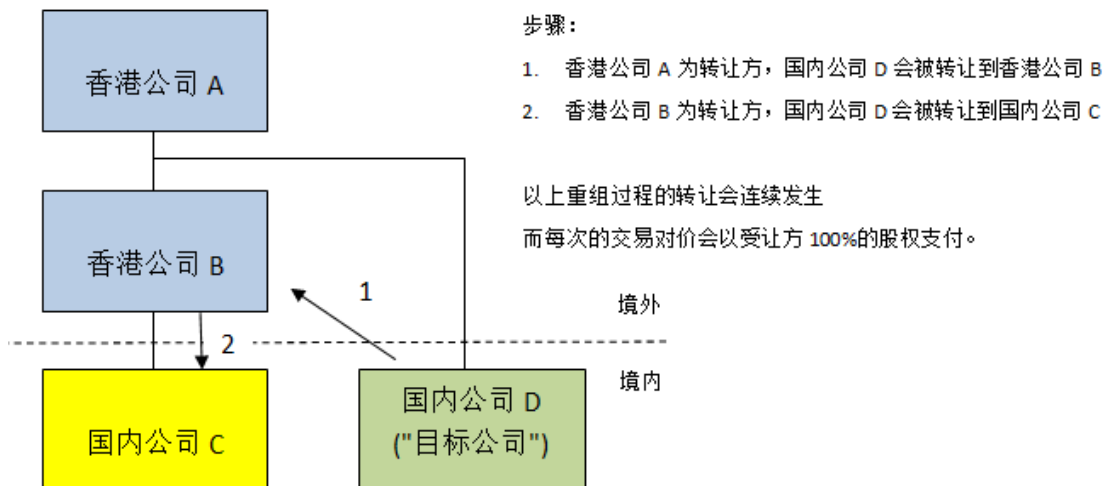 香港公司 A
香港公司 B
国内公司 C
国内公司 D
("目标公司")
1
2
步骤：
1. 香港公司 A 为转让方，国内公司 D 会被转让到香港公司 B
2. 香港公司 B 为转让方，国内公司 D 会被转让到国内公司 C
以上重组过程的转让会连续发生
而每次的交易对价会以受让方 100%的股权支付。
境外
境内